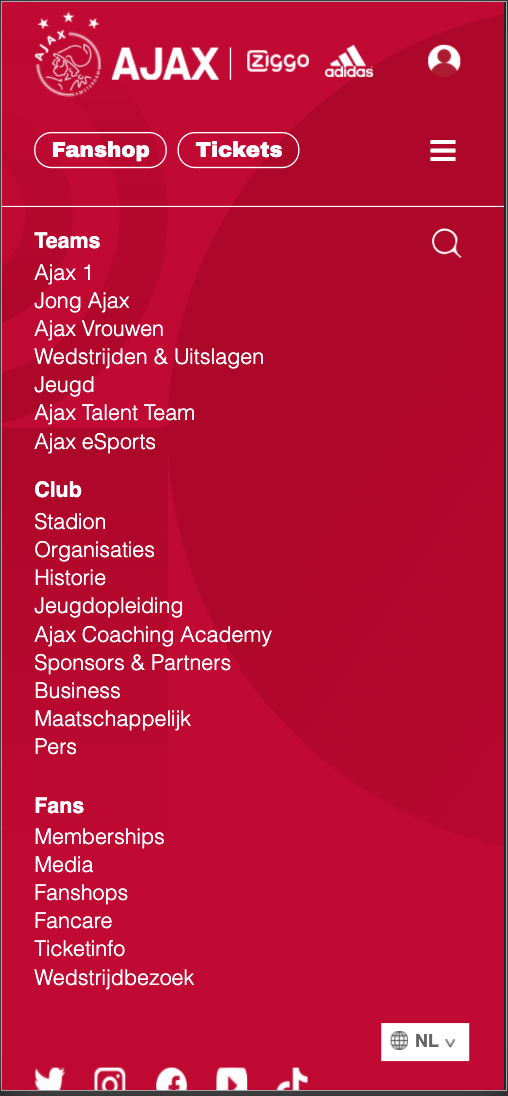 AJAX
AMSTERDAM
AJAX
Ziggo
adidas
Fanshop
Tickets
Teams
Ajax 1
Jong Ajax
Ajax Vrouwen
Wedstrijden & Uitslagen
Jeugd
Ajax Talent Team
Ajax eSports
Club
Stadion
Organisaties
Historie
Jeugdopleiding
Ajax Coaching Academy
Sponsors & Partners
Business
Maatschappelijk
Pers
Fans
Memberships
Media
Fanshops
Fancare
Ticketinfo
Wedstrijdbezoek
NL